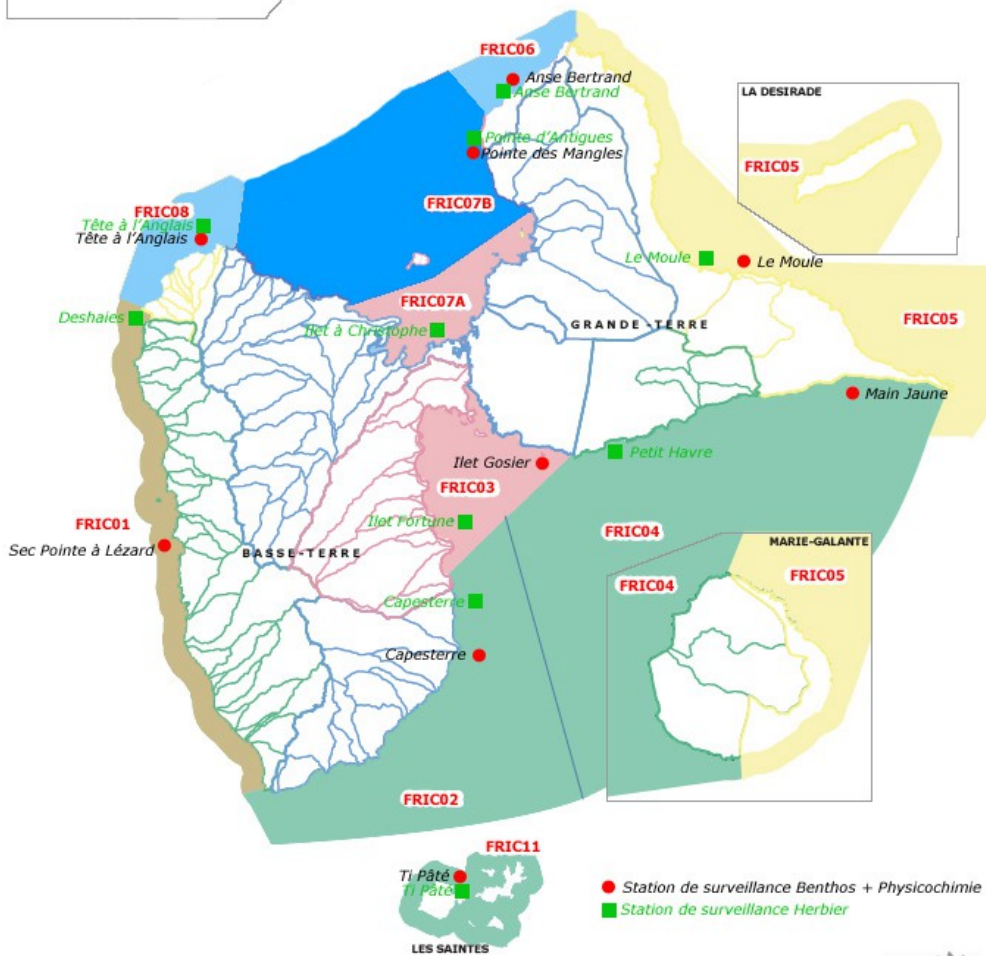 FRIC06
Anse Bertrand
Anse Bertrand
LA DESIRADE
Pointe d'Antigues
Pointe des Mangles
FRIC05
FRIC08
FRIC07B
Tête à l'Anglais
Tête à l'Anglais
Le Moule
Le Moule
FRIC07A
Deshaies
Ilet à Christophe
GRANDE-TERRE
FRIC05
Main Jaune
Petit Havre
Ilet Gosier
FRIC03
FRIC01
Ilet Fortune
FRIC04
Sec Pointe à Lézard
BASSE-TERRE
MARIE-GALANTE
FRIC04
FRIC05
Capesterre
Capesterre
FRIC02
FRIC11
Ti Pâté
Ti Pâté
Station de surveillance Benthos + Physicochimie
Station de surveillance Herbier
LES SAINTES